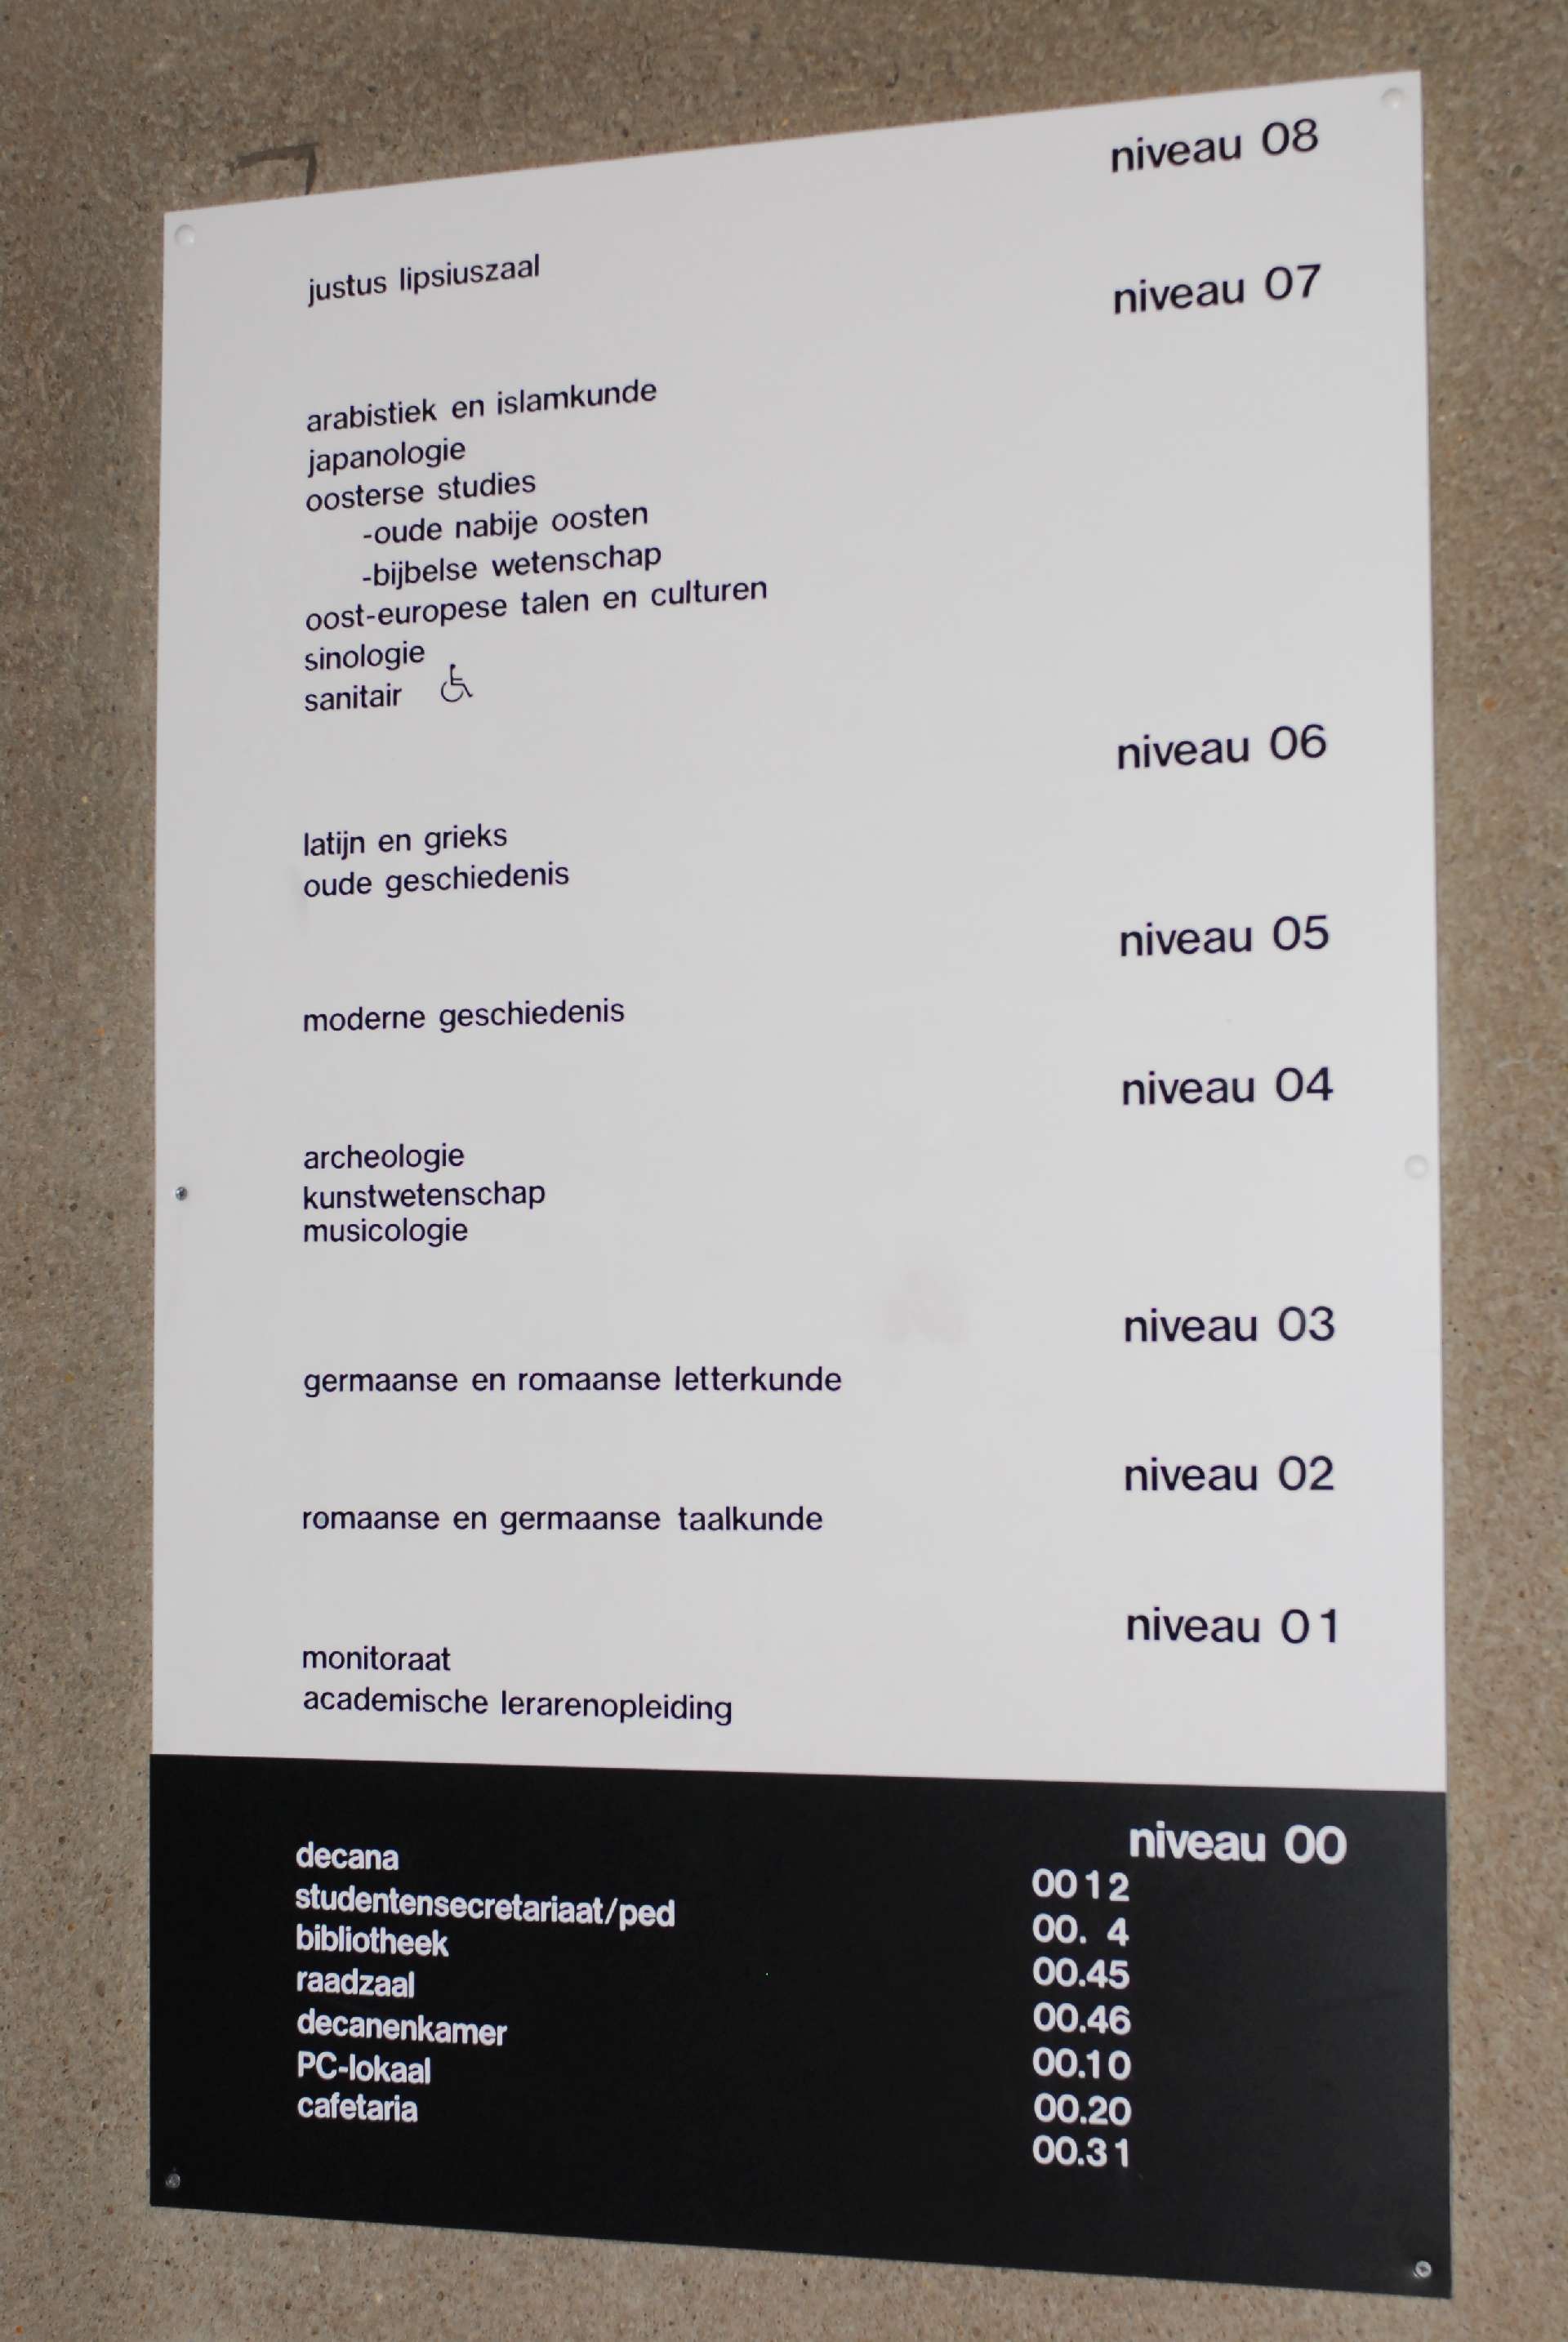 niveau 08
justus lipsiuszaal
niveau 07
arabistiek en islamkunde
japanologie
oosterse studies
-oude nabije oosten
-bijbelse wetenschap
oost-europese talen en culturen
sinologie
sanitair
niveau 06
latijn en grieks
oude geschiedenis
niveau 05
moderne geschiedenis
niveau 04
archeologie
kunstwetenschap
musicologie
niveau 03
germaanse en romaanse letterkunde
niveau 02
romaanse en germaanse taalkunde
niveau 01
monitoraat
academische lerarenopleiding
niveau 00
decana 0012
studentensecretariaat/ped 00. 4
bibliotheek 00.45
raadzaal 00.46
decanenkamer 00.10
PC-lokaal 00.20
cafetaria 00.31